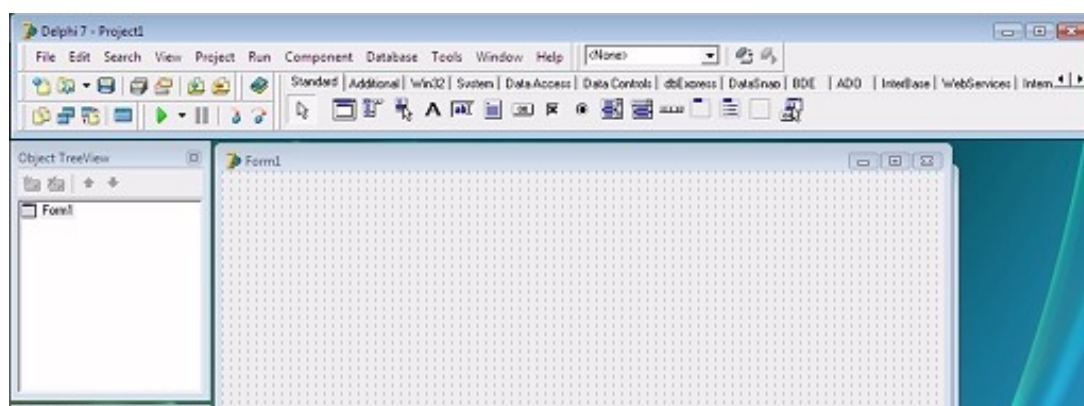 Delphi 7 - Project1
File Edit Search View Project Run Component Database Tools Window Help <None>
Standard | Additional | Win32 | System | Data Access | Data Controls | dbExpress | DataSnap | BDE | ADO | InterBase | WebServices | Intern
Object TreeView
Form1
Form1